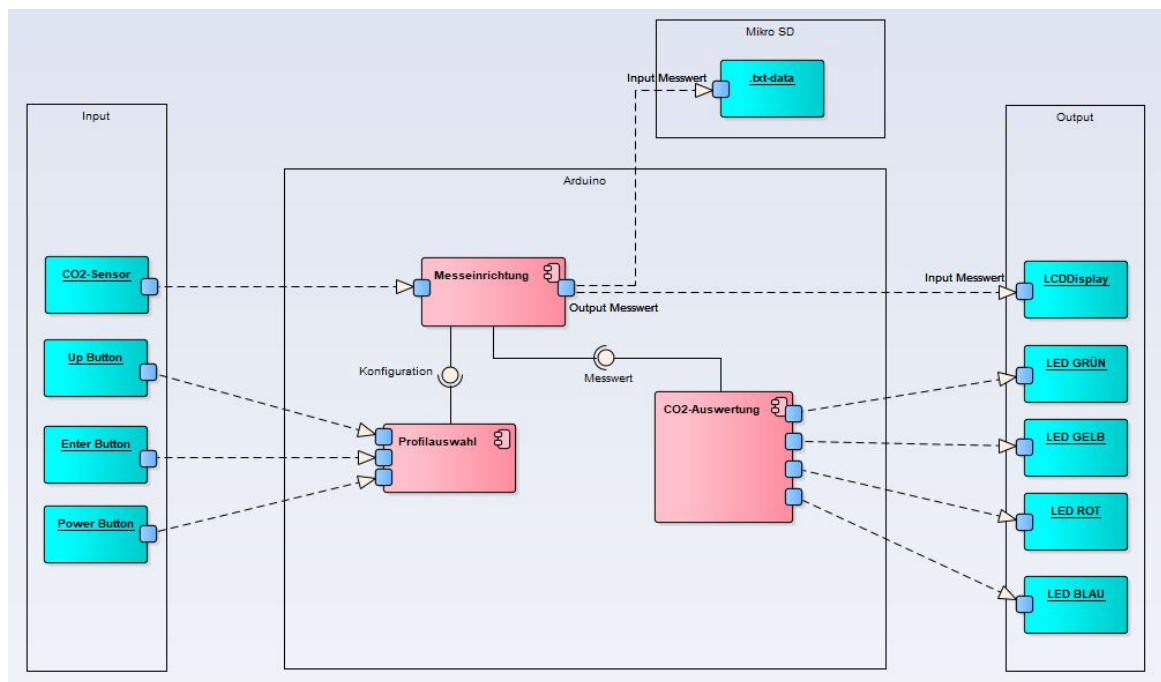 Mikro SD
Input Messwert
.txt-data
Input
Output
Arduino
CO2-Sensor
Messeinrichtung
Input Messwert
LCDDisplay
Output Messwert
Up Button
Konfiguration
Messwert
LED GRÜN
CO2-Auswertung
Enter Button
Profilauswahl
LED GELB
Power Button
LED ROT
LED BLAU